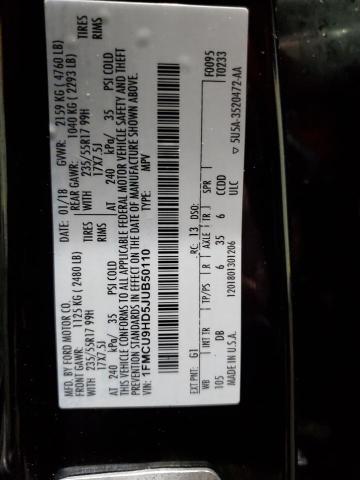 MFD. BY FORD MOTOR CO.
DATE: 01/18 GVWR: 2159 KG (4760 LB)
FRONT GAWR: 1125 KG (2480 LB) REAR GAWR: 1040 KG (2293 LB)
WITH 235/55R17 99H TIRES WITH 235/55R17 99H TIRES
17X7.5J RIMS 17X7.5J RIMS
AT 240 kPa/ 35 PSI COLD AT 240 kPa/ 35 PSI COLD
THIS VEHICLE CONFORMS TO ALL APPLICABLE FEDERAL MOTOR VEHICLE SAFETY AND THEFT
PREVENTION STANDARDS IN EFFECT ON THE DATE OF MANUFACTURE SHOWN ABOVE.
VIN: 1FMCU9HD5JUB50110 TYPE: MPV
F0095
T0233
EXT PNT: G1 RC: 13 DSO:
WB INT TR TP/PS R AXLE TR SPR
105 DB 6 35 6 CCDD
MADE IN U.S.A. 1201801301206 ULC
▽ 5U5A-3520472-AA